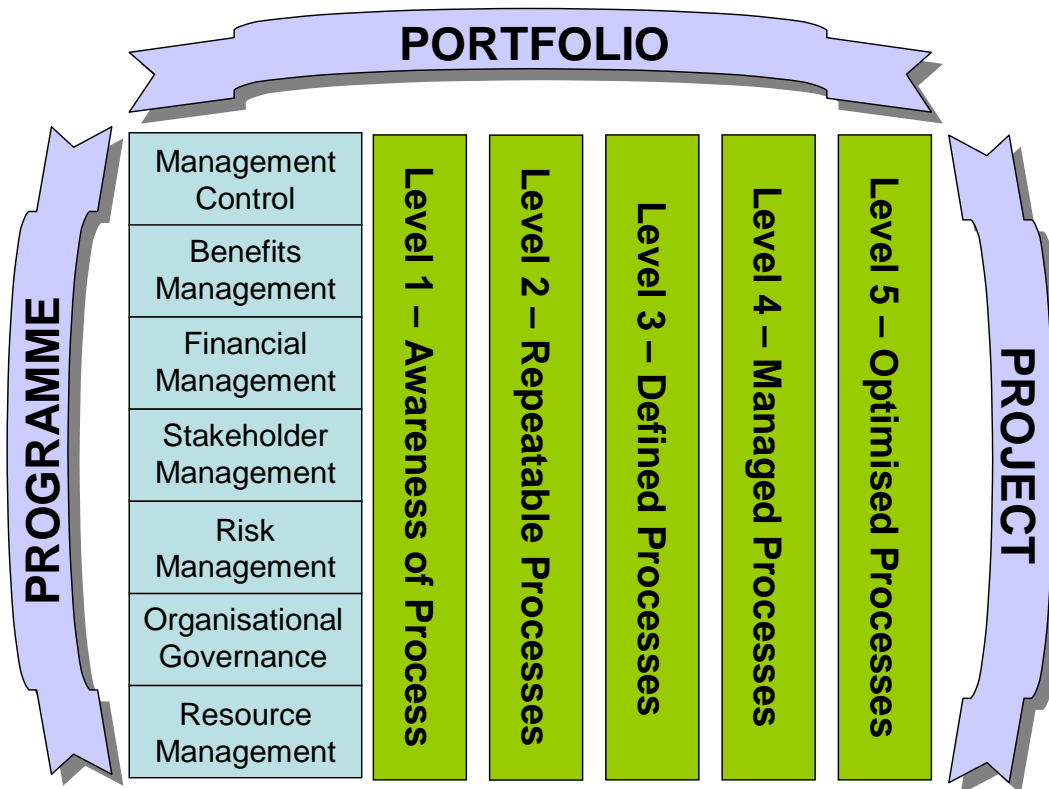 PORTFOLIO
PROGRAMME
Management
Control
Benefits
Management
Financial
Management
Stakeholder
Management
Risk
Management
Organisational
Governance
Resource
Management
Level 1 – Awareness of Process
Level 2 – Repeatable Processes
Level 3 – Defined Processes
Level 4 – Managed Processes
Level 5 – Optimised Processes
PROJECT